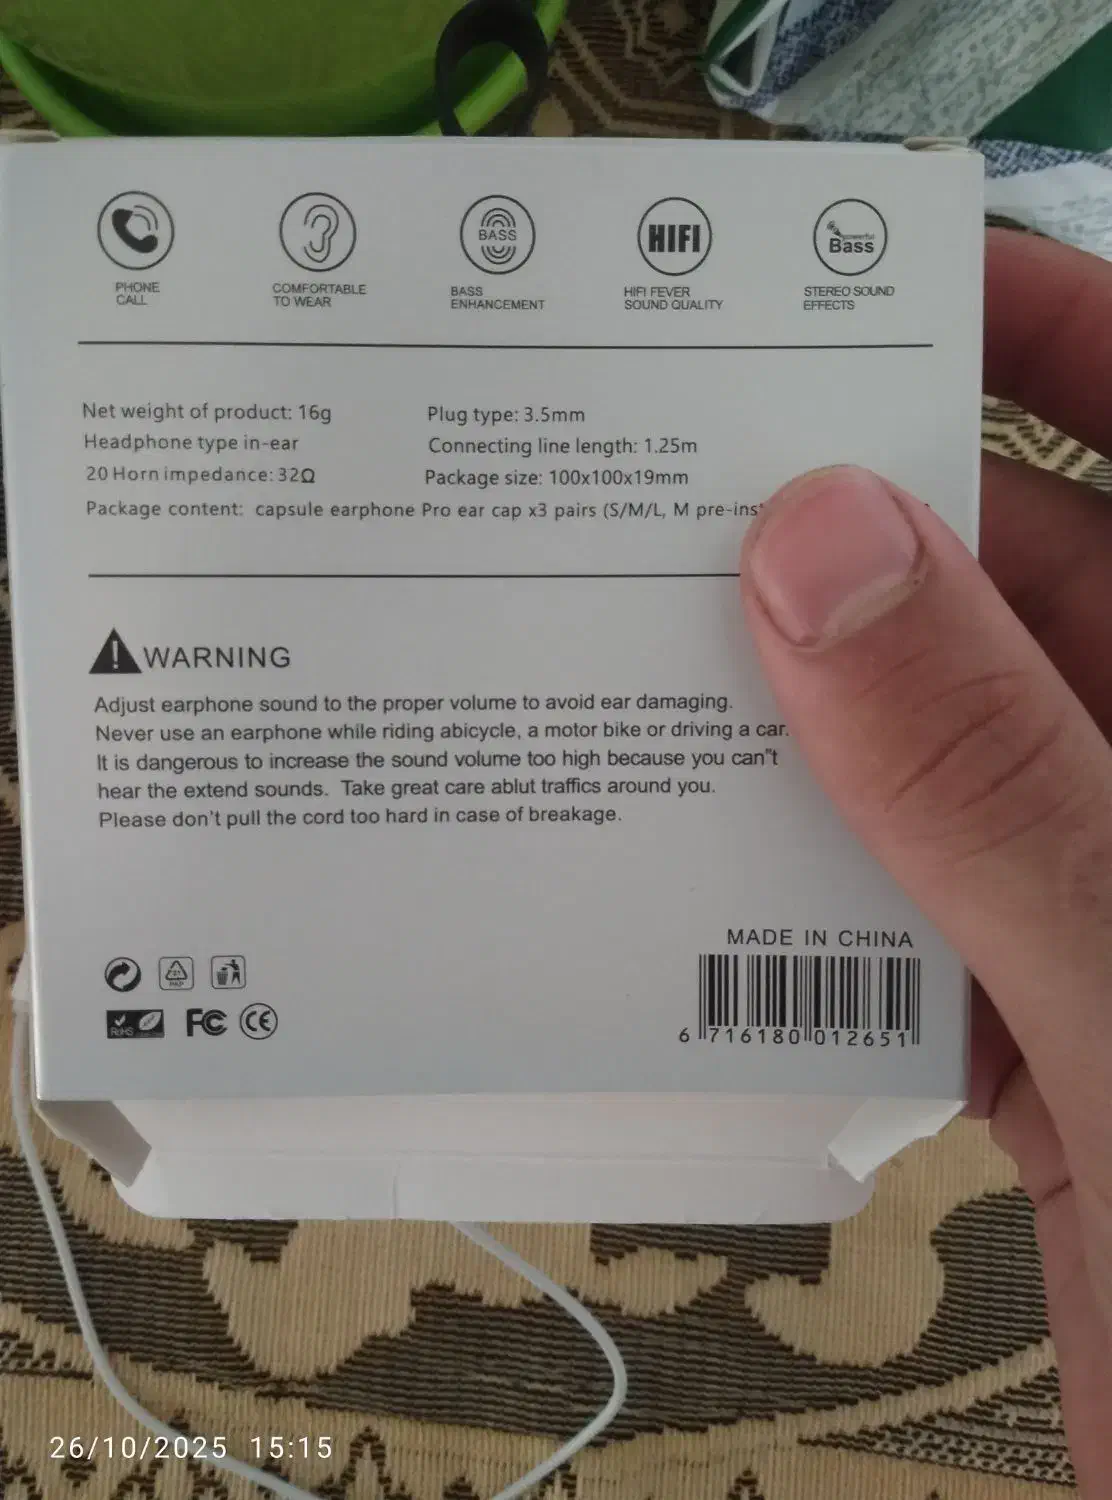 PHONE
CALL
COMFORTABLE
TO WEAR
BASS
BASS
ENHANCEMENT
HIFI
HIFI FEVER
SOUND QUALITY
powerful
Bass
STEREO SOUND
EFFECTS
Net weight of product: 16g
Plug type: 3.5mm
Headphone type in-ear
Connecting line length: 1.25m
20 Horn impedance: 32Ω
Package size: 100x100x19mm
Package content: capsule earphone Pro ear cap x3 pairs (S/M/L, M
WARNING
Adjust earphone sound to the proper volume to avoid ear damaging.
Never use an earphone while riding abicycle, a motor bike or driving a car.
It is dangerous to increase the sound volume too high because you can"t
hear the extend sounds. Take great care ablut traffics around you.
Please don't pull the cord too hard in case of breakage.
MADE IN CHINA
PAP
RoHS
FC
CE
6 716180 012651
26/10/2025 15:15